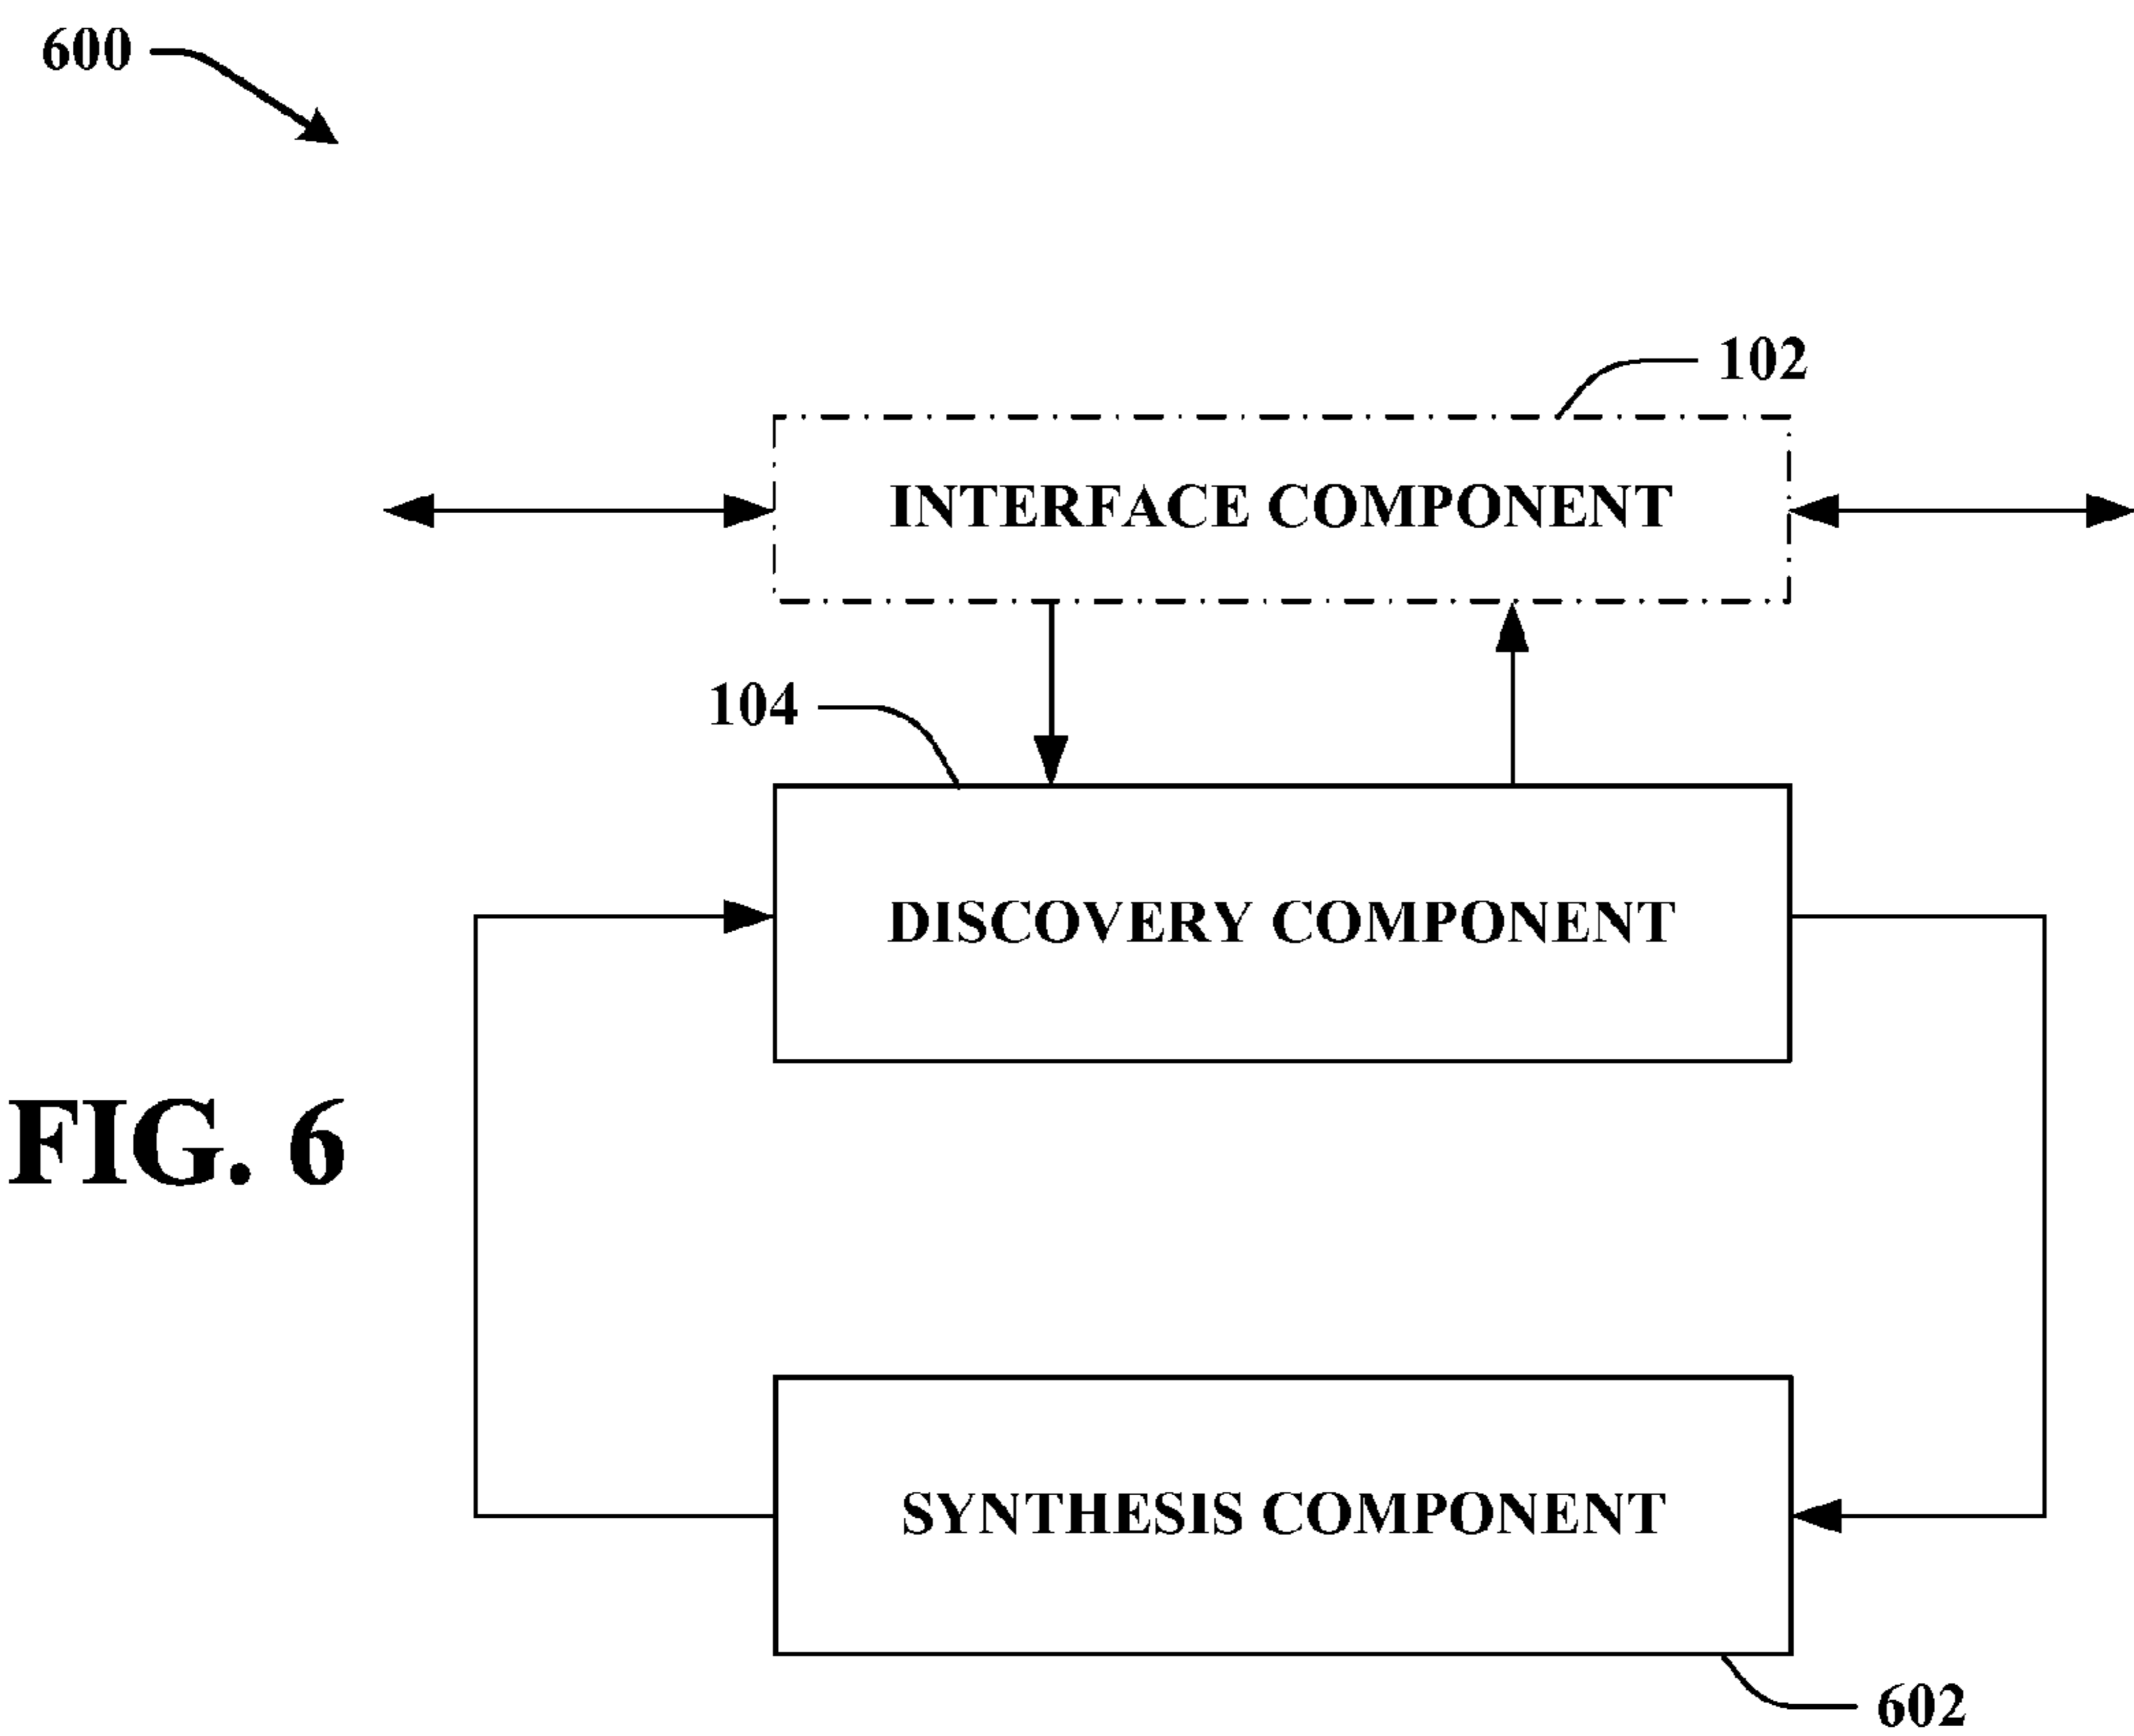 600
102
INTERFACE COMPONENT
104
DISCOVERY COMPONENT
FIG. 6
SYNTHESIS COMPONENT
602